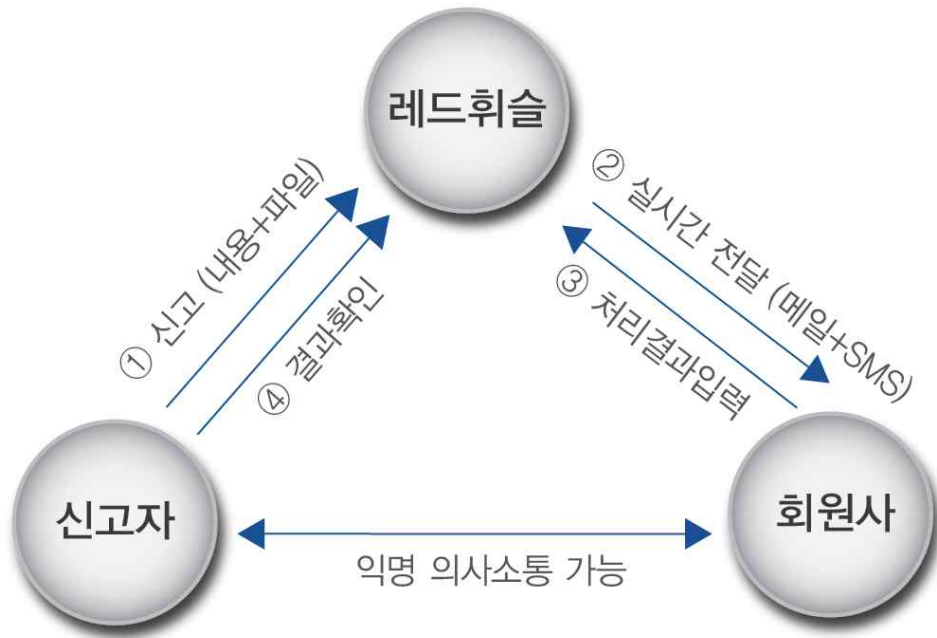 레드휘슬
① 신고 (내용+파일)
② 실시간 전달 (메일+SMS)
③ 처리결과입력
④ 결과확인
신고자
회원사
익명 의사소통 가능